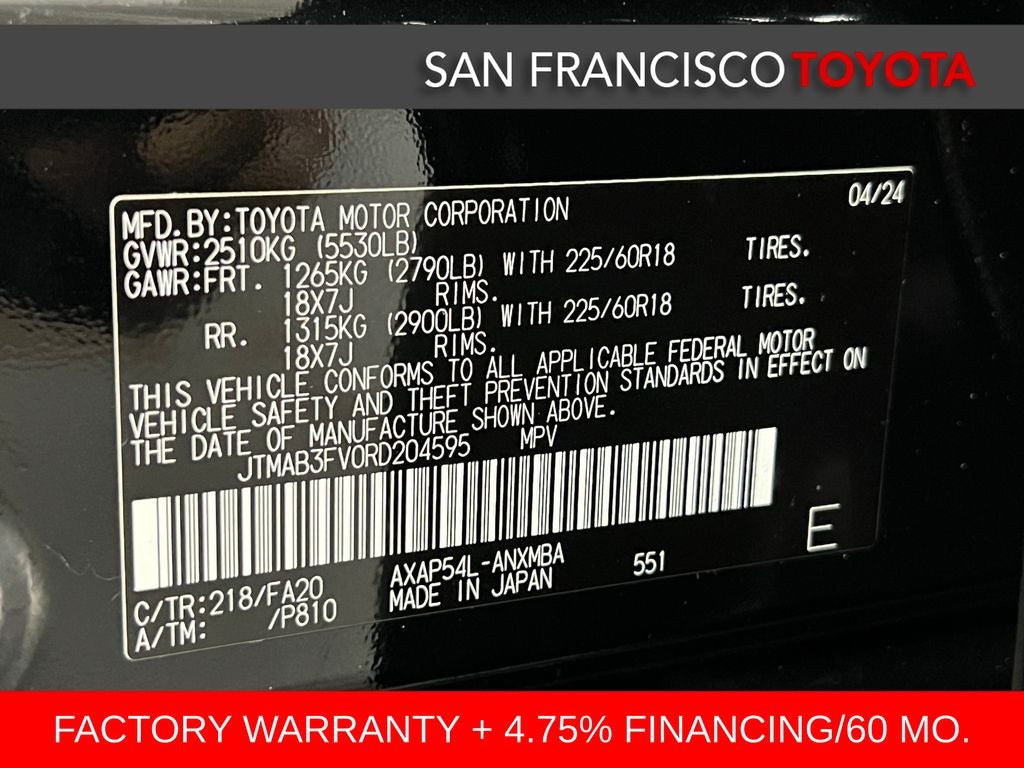 SAN FRANCISCO TOYOTA
04/24
MFD.BY:TOYOTA MOTOR CORPORATION
GVWR:2510KG (5530LB)
GAWR:FRT. 1265KG (2790LB) WITH 225/60R18 TIRES.
18X7J RIMS.
RR. 1315KG (2900LB) WITH 225/60R18 TIRES.
18X7J RIMS.
THIS VEHICLE CONFORMS TO ALL APPLICABLE FEDERAL MOTOR
VEHICLE SAFETY AND THEFT PREVENTION STANDARDS IN EFFECT ON
THE DATE OF MANUFACTURE SHOWN ABOVE.
JTMAB3FV0RD204595 MPV
E
C/TR:218/FA20 AXAP54L-ANXMBA 551
A/TM: /P810 MADE IN JAPAN
FACTORY WARRANTY + 4.75% FINANCING/60 MO.